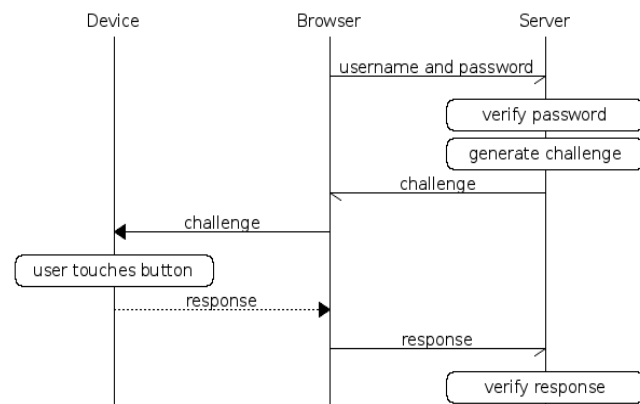 Device Browser Server
username and password
verify password
generate challenge
challenge
challenge
user touches button
response
response
verify response